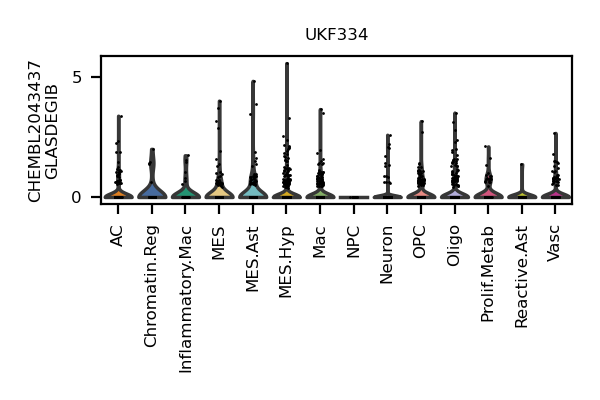 UKF334
CHEMBL2043437
GLASDEGIB
5
0
AC
Chromatin.Reg
Inflammatory.Mac
MES
MES.Ast
MES.Hyp
Mac
NPC
Neuron
OPC
Oligo
Prolif.Metab
Reactive.Ast
Vasc